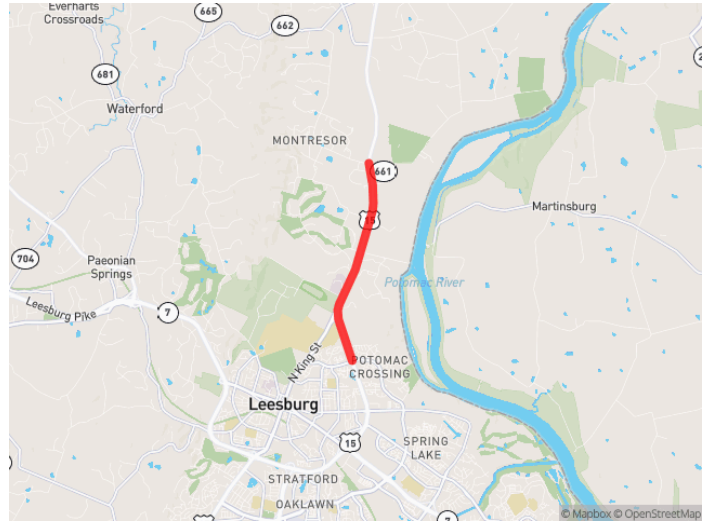 Everharts
Crossroads
665
662
681
Waterford
MONTRESOR
661
15
Martinsburg
704
Paeonian
Springs
Leesburg Pike
7
Potomac River
N King St
POTOMAC
CROSSING
Leesburg
15
SPRING
LAKE
STRATFORD
OAKLAWN
7
© Mapbox © OpenStreetMap